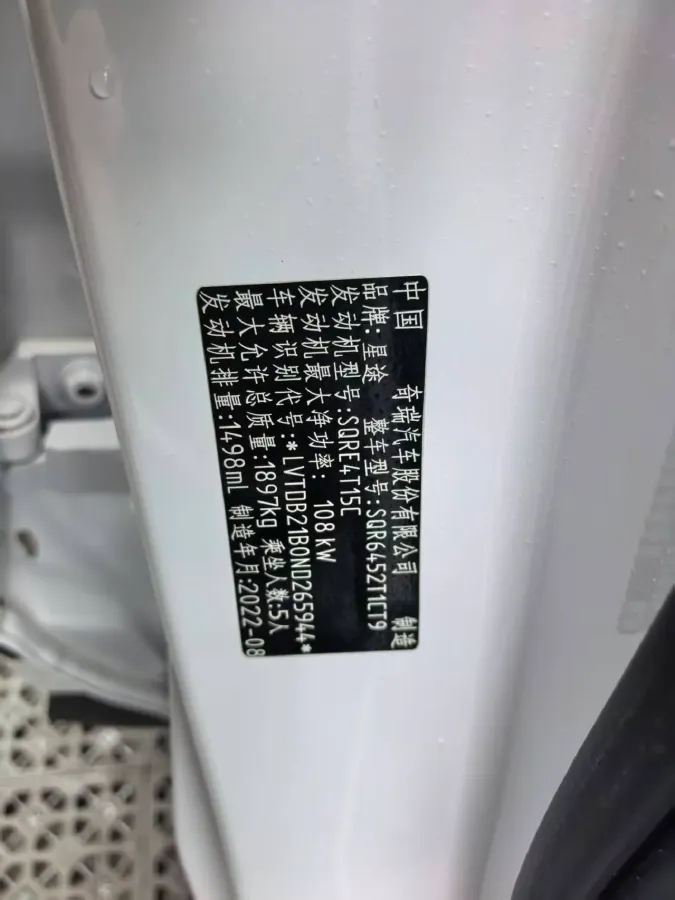 中国 奇瑞汽车股份有限公司 制造
品牌:星途 整车型号:SQR6452T1CT9
发动机型号:SQRE4T15C
发动机最大净功率: 108kW
车辆识别代号:*LVTDB21B0ND265944*
最大允许总质量:1897kg 乘坐人数:5人
发动机排量:1498mL 制造年月:2022-08